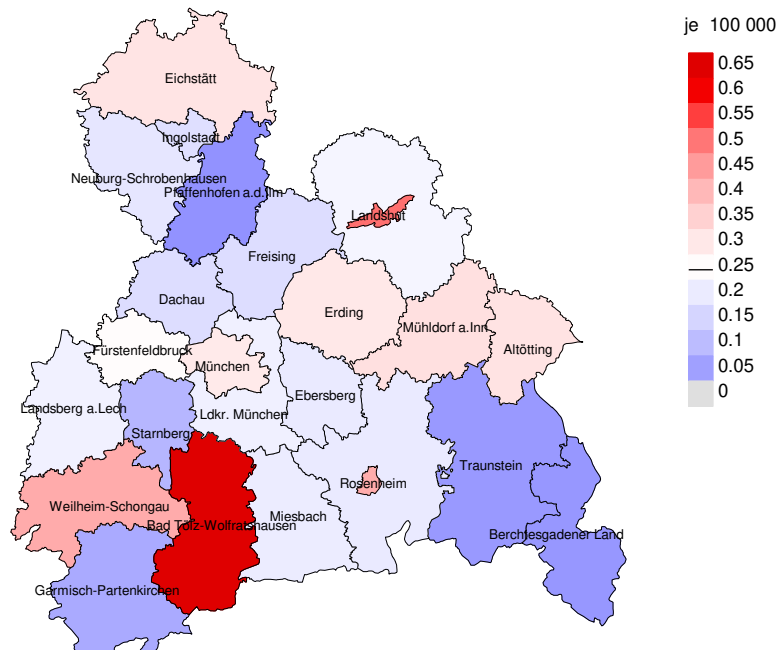 je 100 000
0.65
0.6
0.55
0.5
0.45
0.4
0.35
0.3
0.25
0.2
0.15
0.1
0.05
0
Eichstätt
Ingolstadt
Neuburg-Schrobenhausen
Pfaffenhofen a.d.Ilm
Landshut
Freising
Dachau
Erding
Mühldorf a.Inn
Altötting
Fürstenfeldbruck
München
Ebersberg
Landsberg a.Lech
Ldkr. München
Starnberg
Traunstein
Rosenheim
Weilheim-Schongau
Miesbach
Bad Tölz-Wolfratshausen
Berchtesgadener Land
Garmisch-Partenkirchen